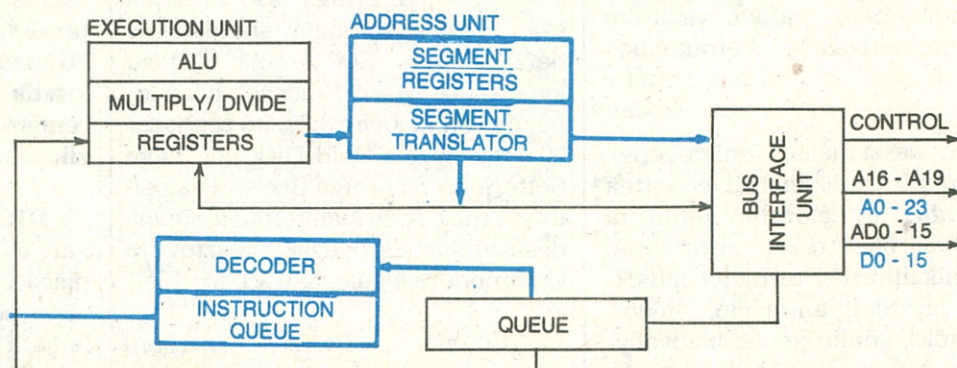 EXECUTION UNIT
ALU
MULTIPLY/ DIVIDE
REGISTERS
ADDRESS UNIT
SEGMENT
REGISTERS
SEGMENT
TRANSLATOR
BUS
INTERFACE
UNIT
CONTROL
A16 - A19
A0 - 23
AD0 - 15
D0 - 15
DECODER
INSTRUCTION
QUEUE
QUEUE